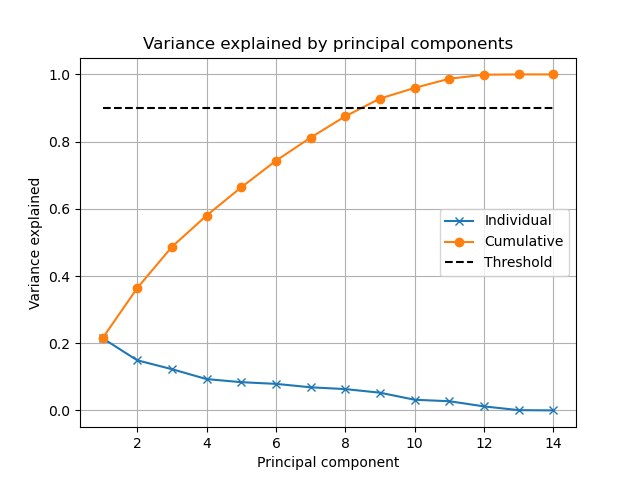 Variance explained by principal components
Variance explained
1.0
0.8
0.6
0.4
0.2
0.0
Individual
Cumulative
Threshold
2 4 6 8 10 12 14
Principal component